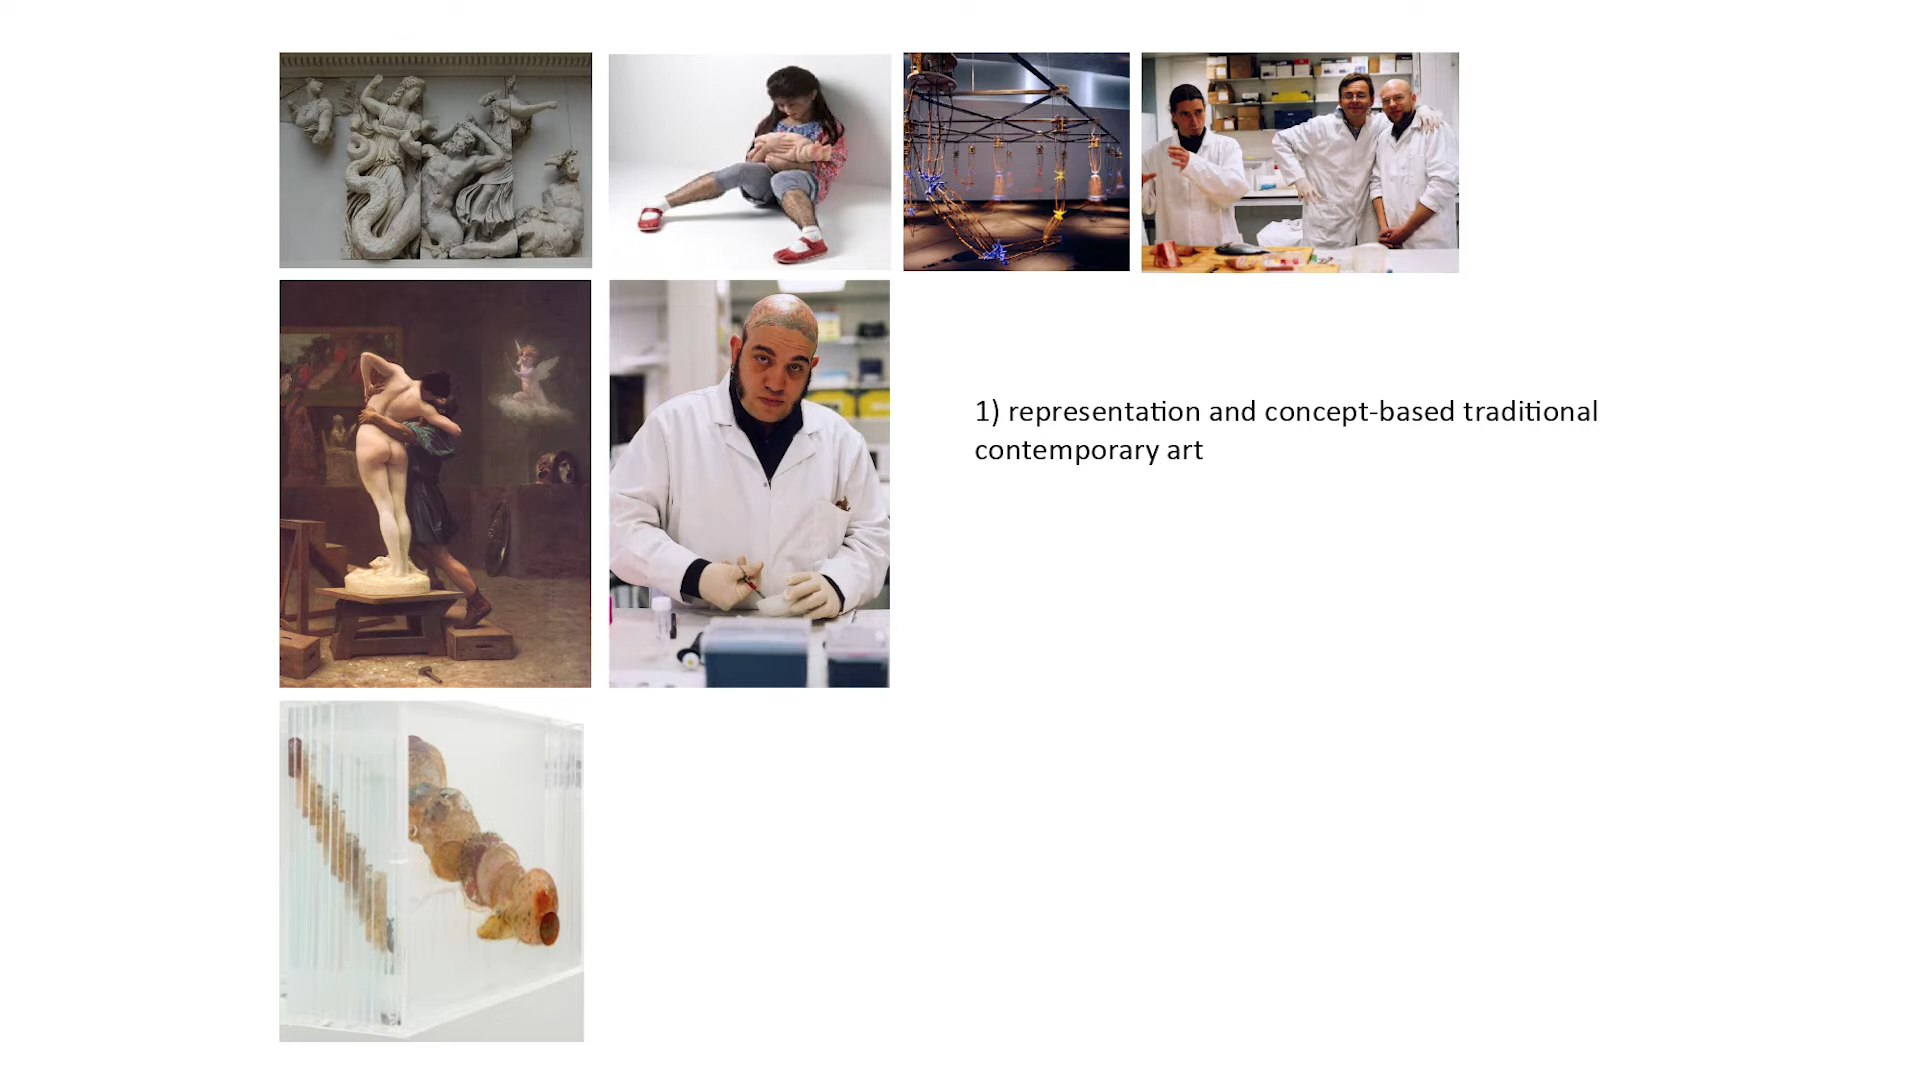 1) representation and concept-based traditional
contemporary art